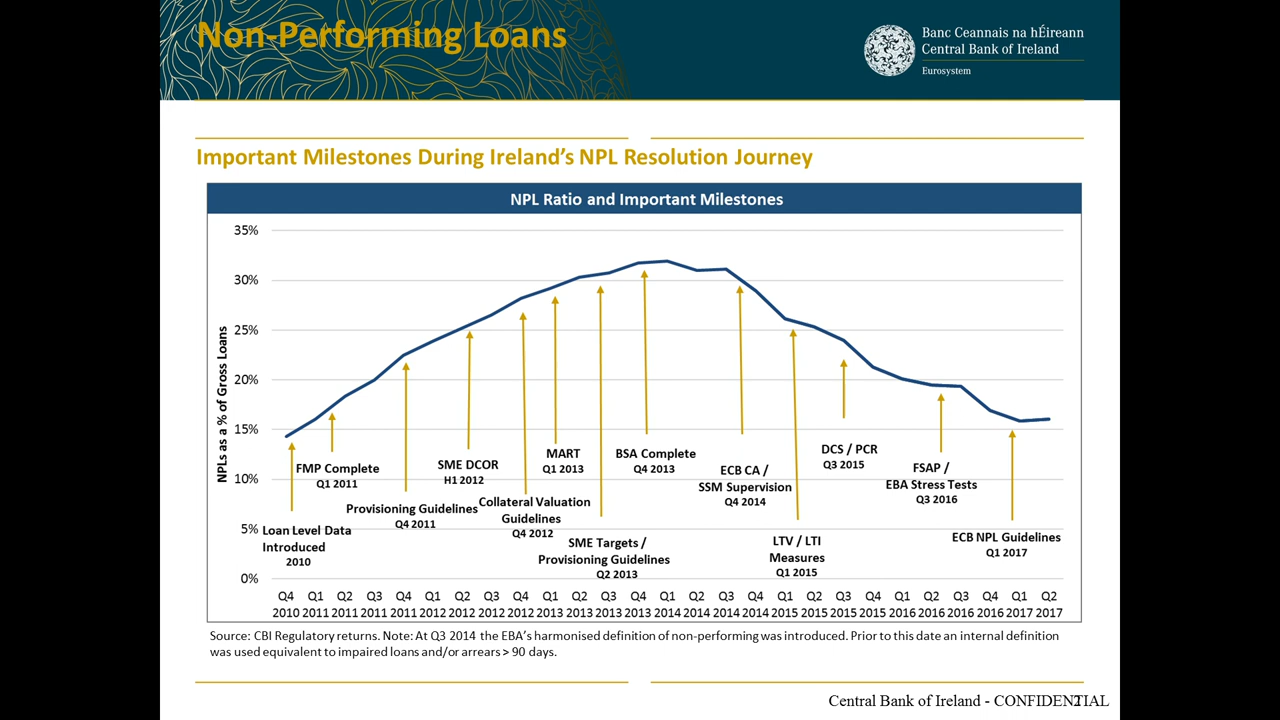 Non-Performing Loans
Banc Ceannais na hÉireann
Central Bank of Ireland
Eurosystem
Important Milestones During Ireland's NPL Resolution Journey
NPL Ratio and Important Milestones
NPLs as a % of Gross Loans
35%
30%
25%
20%
15%
10%
5%
0%
Loan Level Data
Introduced
2010
FMP Complete
Q1 2011
Provisioning Guidelines
Q4 2011
SME DCOR
H1 2012
Collateral Valuation
Guidelines
Q4 2012
MART
Q1 2013
SME Targets /
Provisioning Guidelines
Q2 2013
BSA Complete
Q4 2013
ECB CA /
SSM Supervision
Q4 2014
LTV / LTI
Measures
Q1 2015
DCS / PCR
Q3 2015
FSAP /
EBA Stress Tests
Q3 2016
ECB NPL Guidelines
Q1 2017
Q4 Q1 Q2 Q3 Q4 Q1 Q2 Q3 Q4 Q1 Q2 Q3 Q4 Q1 Q2 Q3 Q4 Q1 Q2 Q3 Q4 Q1 Q2 Q3 Q4 Q1 Q2
2010 2011 2011 2011 2011 2012 2012 2012 2012 2013 2013 2013 2013 2014 2014 2014 2014 2015 2015 2015 2015 2016 2016 2016 2016 2017 2017
Source: CBI Regulatory returns. Note: At Q3 2014 the EBA's harmonised definition of non-performing was introduced. Prior to this date an internal definition
was used equivalent to impaired loans and/or arrears > 90 days.
Central Bank of Ireland - CONFIDENTIAL
2